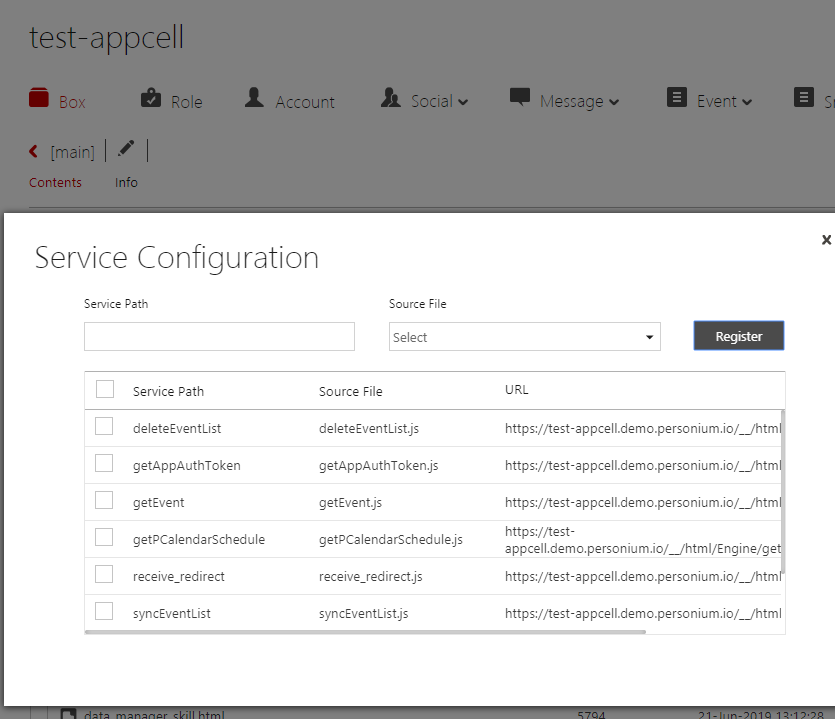 test-appcell
Box Role Account Social Message Event
[main]
Contents Info
x
Service Configuration
Service Path Source File
Select Register
Service Path Source File URL
deleteEventList deleteEventList.js https://test-appcell.demo.personium.io/__/html
getAppAuthToken getAppAuthToken.js https://test-appcell.demo.personium.io/__/html
getEvent getEvent.js https://test-appcell.demo.personium.io/__/html
getPCalendarSchedule getPCalendarSchedule.js https://test-
appcell.demo.personium.io/__/html/Engine/get
receive_redirect receive_redirect.js https://test-appcell.demo.personium.io/__/html
syncEventList syncEventList.js https://test-appcell.demo.personium.io/__/html
data_manager_skill.html 5794 21-Jun-2019 13:12:28